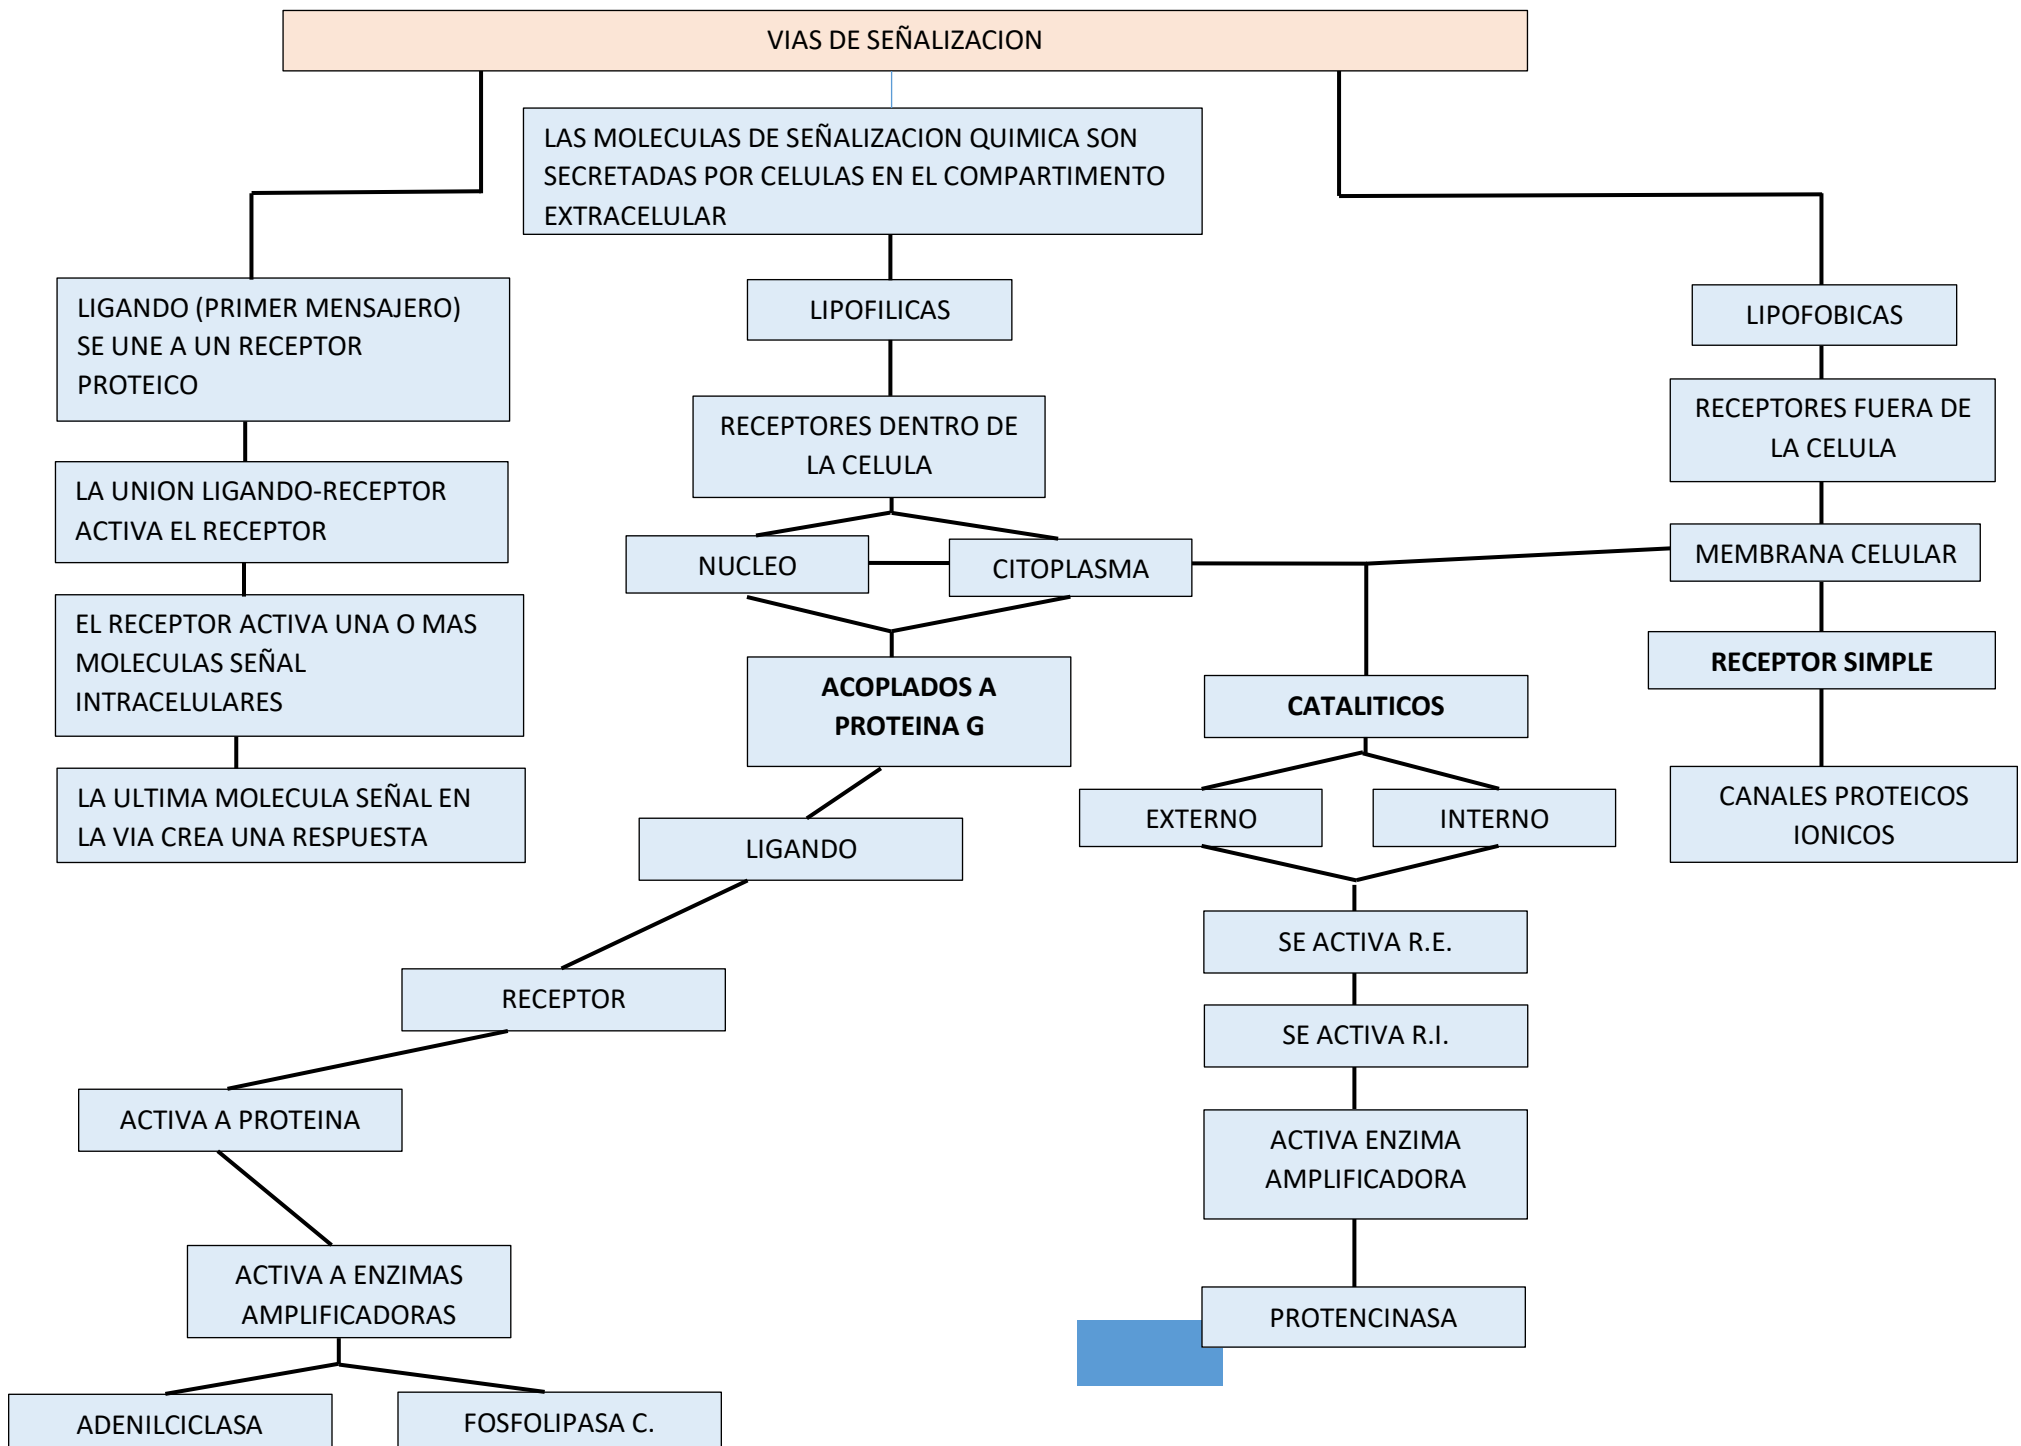 VIAS DE SEÑALIZACION
LAS MOLECULAS DE SEÑALIZACION QUIMICA SON
SECRETADAS POR CELULAS EN EL COMPARTIMENTO
EXTRACELULAR
LIGANDO (PRIMER MENSAJERO)
SE UNE A UN RECEPTOR
PROTEICO
LA UNION LIGANDO-RECEPTOR
ACTIVA EL RECEPTOR
EL RECEPTOR ACTIVA UNA O MAS
MOLECULAS SEÑAL
INTRACELULARES
LA ULTIMA MOLECULA SEÑAL EN
LA VIA CREA UNA RESPUESTA
LIPOFILICAS
RECEPTORES DENTRO DE
LA CELULA
NUCLEO
CITOPLASMA
ACOPLADOS A
PROTEINA G
LIGANDO
RECEPTOR
ACTIVA A PROTEINA
ACTIVA A ENZIMAS
AMPLIFICADORAS
ADENILCICLASA
FOSFOLIPASA C.
CATALITICOS
EXTERNO
INTERNO
SE ACTIVA R.E.
SE ACTIVA R.I.
ACTIVA ENZIMA
AMPLIFICADORA
PROTENCINASA
LIPOFOBICAS
RECEPTORES FUERA DE
LA CELULA
MEMBRANA CELULAR
RECEPTOR SIMPLE
CANALES PROTEICOS
IONICOS